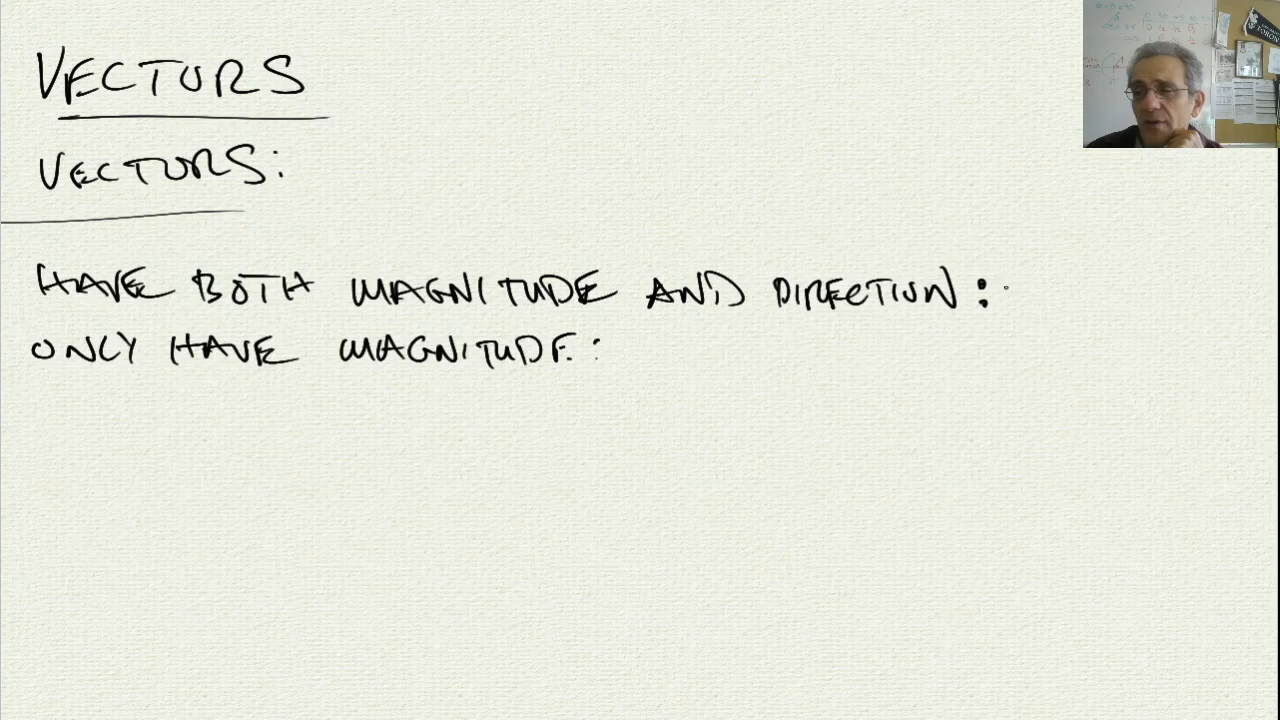 VECTORS
VECTORS:
HAVE BOTH MAGNITUDE AND DIRECTION:
ONLY HAVE MAGNITUDE: